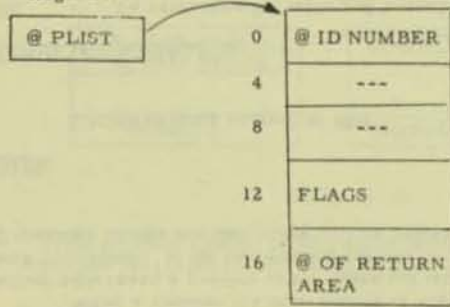 @ PLIST
0 @ ID NUMBER
4 ---
8 ---
12 FLAGS
16 @ OF RETURN
AREA